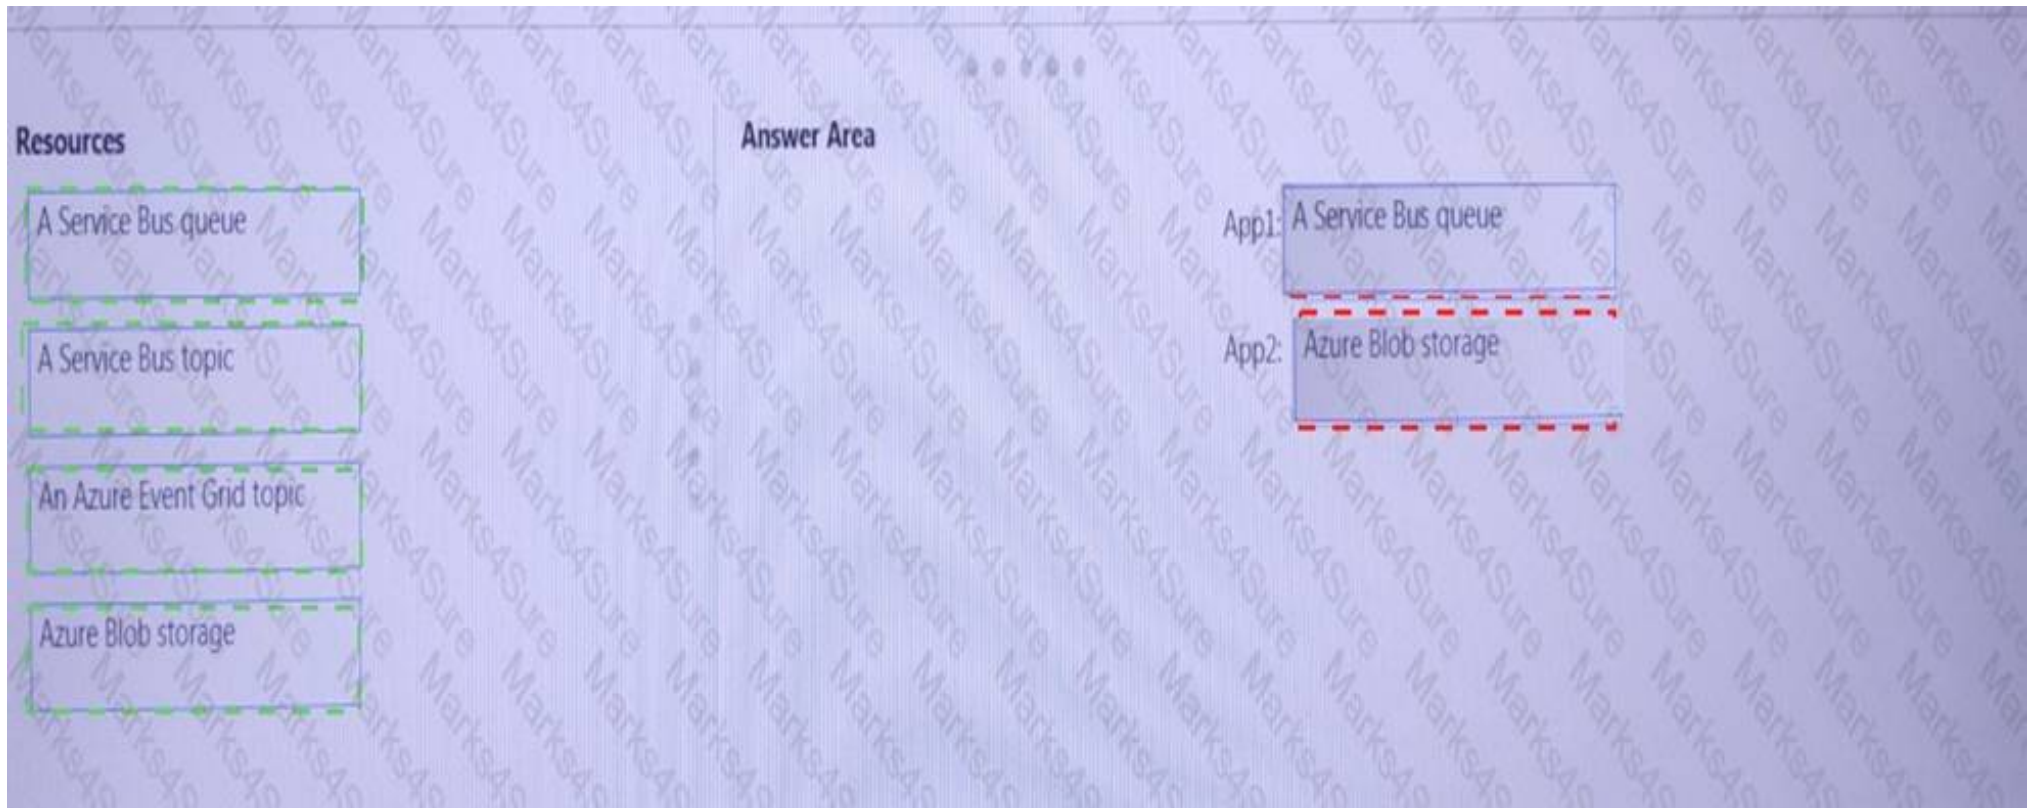 Resources
A Service Bus queue
A Service Bus topic
An Azure Event Grid topic
Azure Blob storage
Answer Area
App1: A Service Bus queue
App2: Azure Blob storage
Marks4Sure